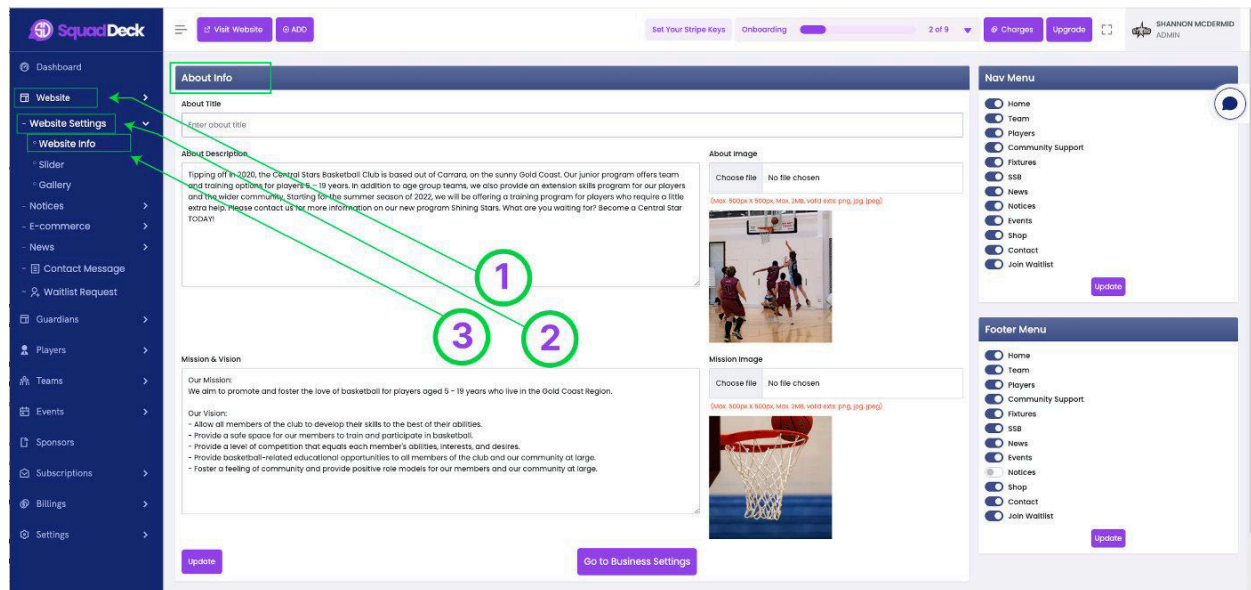 SquadDeck
Visit Website
ADD
Set Your Stripe Keys
Onboarding
2 of 9
Charges
Upgrade
SHANNON MCDERMID
ADMIN
Dashboard
Website
- Website Settings
Website Info
Slider
Gallery
- Notices
- E-commerce
- News
- Contact Message
- Waitlist Request
Guardians
Players
Teams
Events
Sponsors
Subscriptions
Billings
Settings
About Info
About Title
Enter about title
About Description
Tipping off in 2020, the Central Stars Basketball Club is based out of Carrara, on the sunny Gold Coast. Our junior program offers team
and training options for players 5 – 19 years. In addition to age group teams, we also provide an extension skills program for our players
and the wider community. Starting for the summer season of 2022, we will be offering a training program for players who require a little
extra help. Please contact us for more information on our new program Shining Stars. What are you waiting for? Become a Central Star
TODAY!
About Image
Choose file No file chosen
(Max. 500px X 500px, Max. 2MB, valid exts: png, jpg, jpeg)
1
2
3
Mission & Vision
Our Mission:
We aim to promote and foster the love of basketball for players aged 5 - 19 years who live in the Gold Coast Region.
Our Vision:
- Allow all members of the club to develop their skills to the best of their abilities.
- Provide a safe space for our members to train and participate in basketball.
- Provide a level of competition that equals each member's abilities, interests, and desires.
- Provide basketball-related educational opportunities to all members of the club and our community at large.
- Foster a feeling of community and provide positive role models for our members and our community at large.
Mission Image
Choose file No file chosen
(Max. 500px X 500px, Max. 2MB, valid exts: png, jpg, jpeg)
Update
Go to Business Settings
Nav Menu
Home
Team
Players
Community Support
Fixtures
SSB
News
Notices
Events
Shop
Contact
Join Waitlist
Update
Footer Menu
Home
Team
Players
Community Support
Fixtures
SSB
News
Events
Notices
Shop
Contact
Join Waitlist
Update